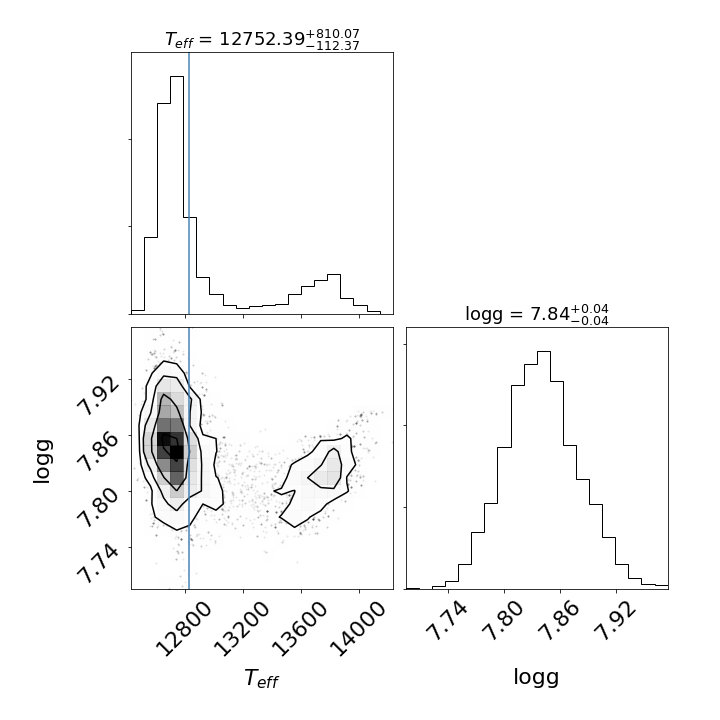 T_eff = 12752.39^{+810.07}_{−112.37}
logg = 7.84^{+0.04}_{−0.04}
7.92
7.86
7.80
7.74
logg
12800 13200 13600 14000
T_eff
7.74 7.80 7.86 7.92
logg